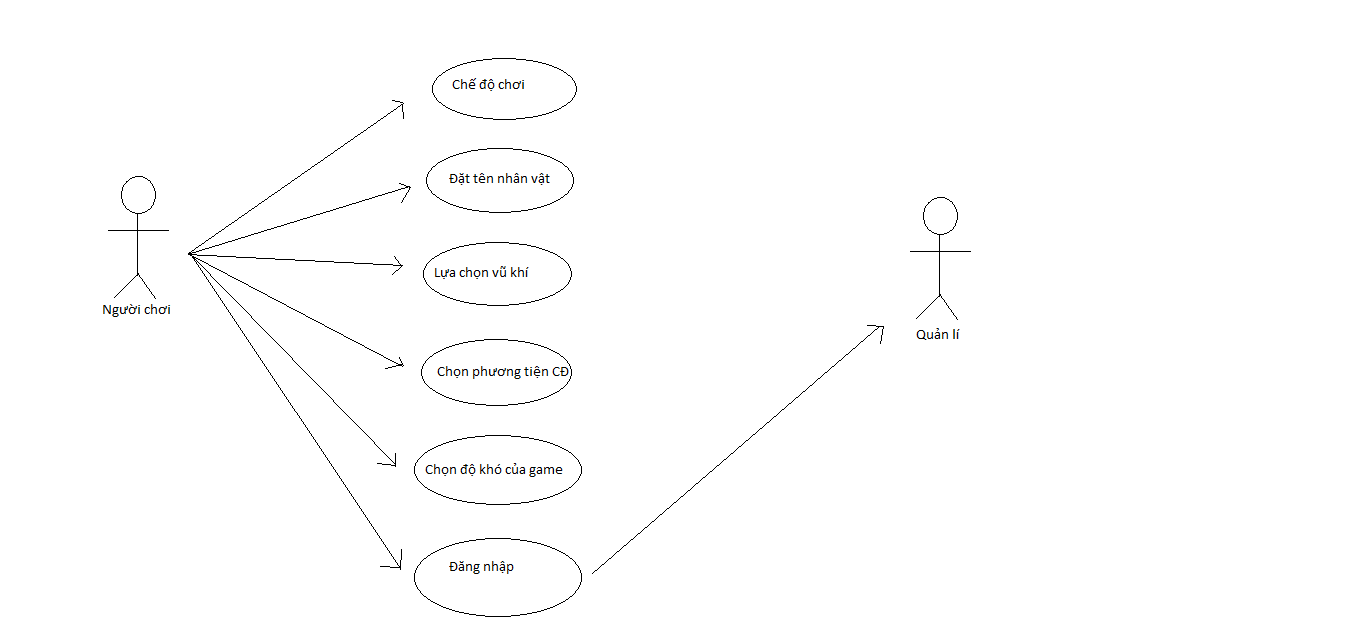 Chế độ chơi
Đặt tên nhân vật
Lựa chọn vũ khí
Người chơi
Quản lí
Chọn phương tiện CĐ
Chọn độ khó của game
Đăng nhập